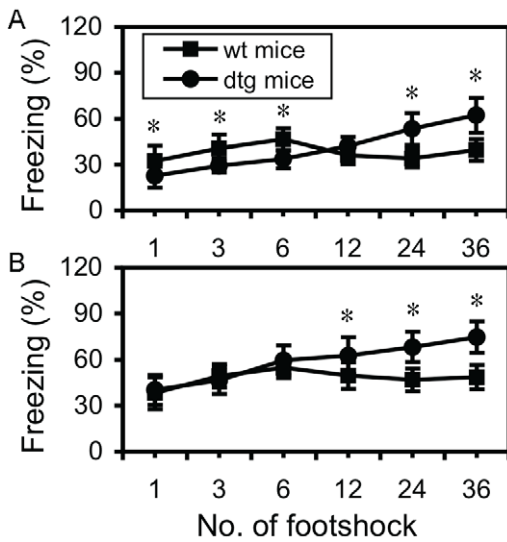 A
120
90
60
30
0
Freezing (%)
wt mice
dtg mice
* * * * *
1 3 6 12 24 36
B
120
90
60
30
0
Freezing (%)
* * *
1 3 6 12 24 36
No. of footshock